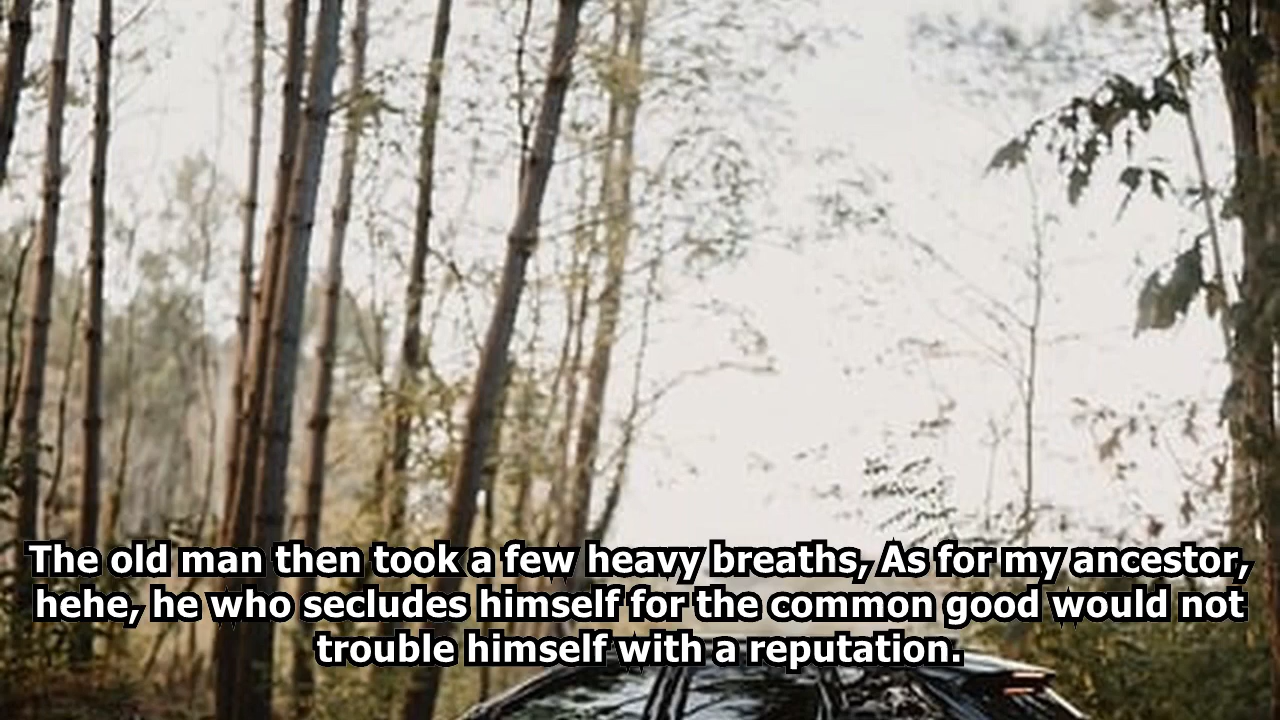 The old man then took a few heavy breaths, As for my ancestor,
hehe, he who secludes himself for the common good would not
trouble himself with a reputation.